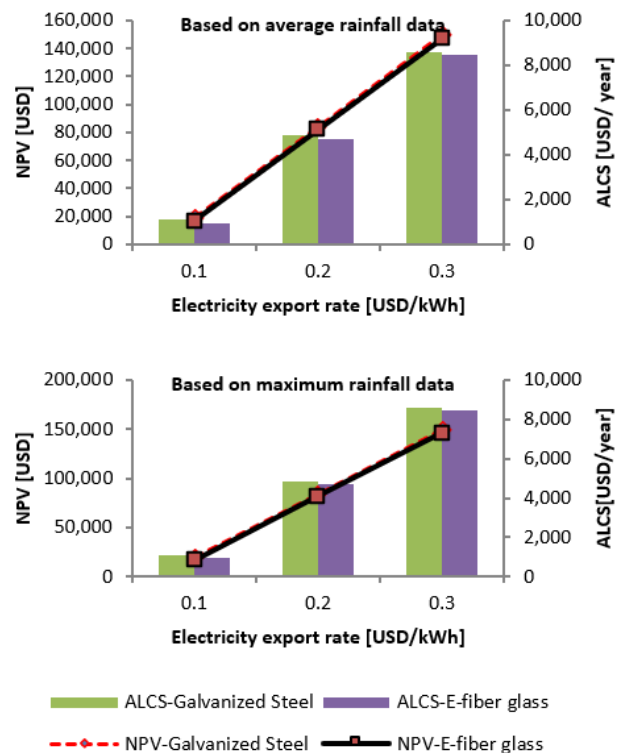 Based on average rainfall data
160,000
140,000
120,000
100,000
80,000
60,000
40,000
20,000
0
NPV [USD]
10,000
8,000
6,000
4,000
2,000
0
ALCS [USD/ year]
0.1 0.2 0.3
Electricity export rate [USD/kWh]
Based on maximum rainfall data
200,000
150,000
100,000
50,000
0
NPV [USD]
10,000
8,000
6,000
4,000
2,000
0
ALCS[USD/year]
0.1 0.2 0.3
Electricity export rate [USD/kWh]
ALCS-Galvanized Steel ALCS-E-fiber glass
NPV-Galvanized Steel NPV-E-fiber glass